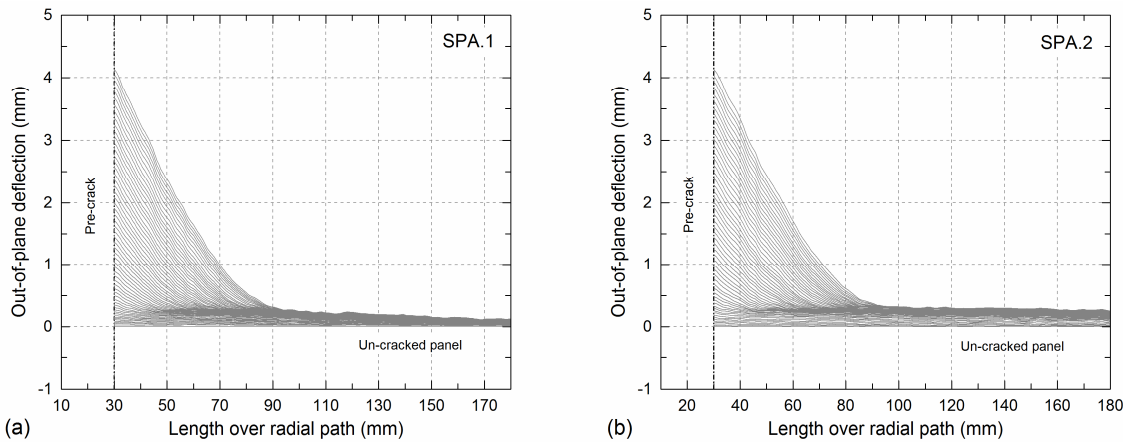 SPA.1
5
4
3
2
1
0
-1
Out-of-plane deflection (mm)
Pre-crack
Un-cracked panel
10 30 50 70 90 110 130 150 170
(a) Length over radial path (mm)
SPA.2
5
4
3
2
1
0
-1
Out-of-plane deflection (mm)
Pre-crack
Un-cracked panel
20 40 60 80 100 120 140 160 180
(b) Length over radial path (mm)